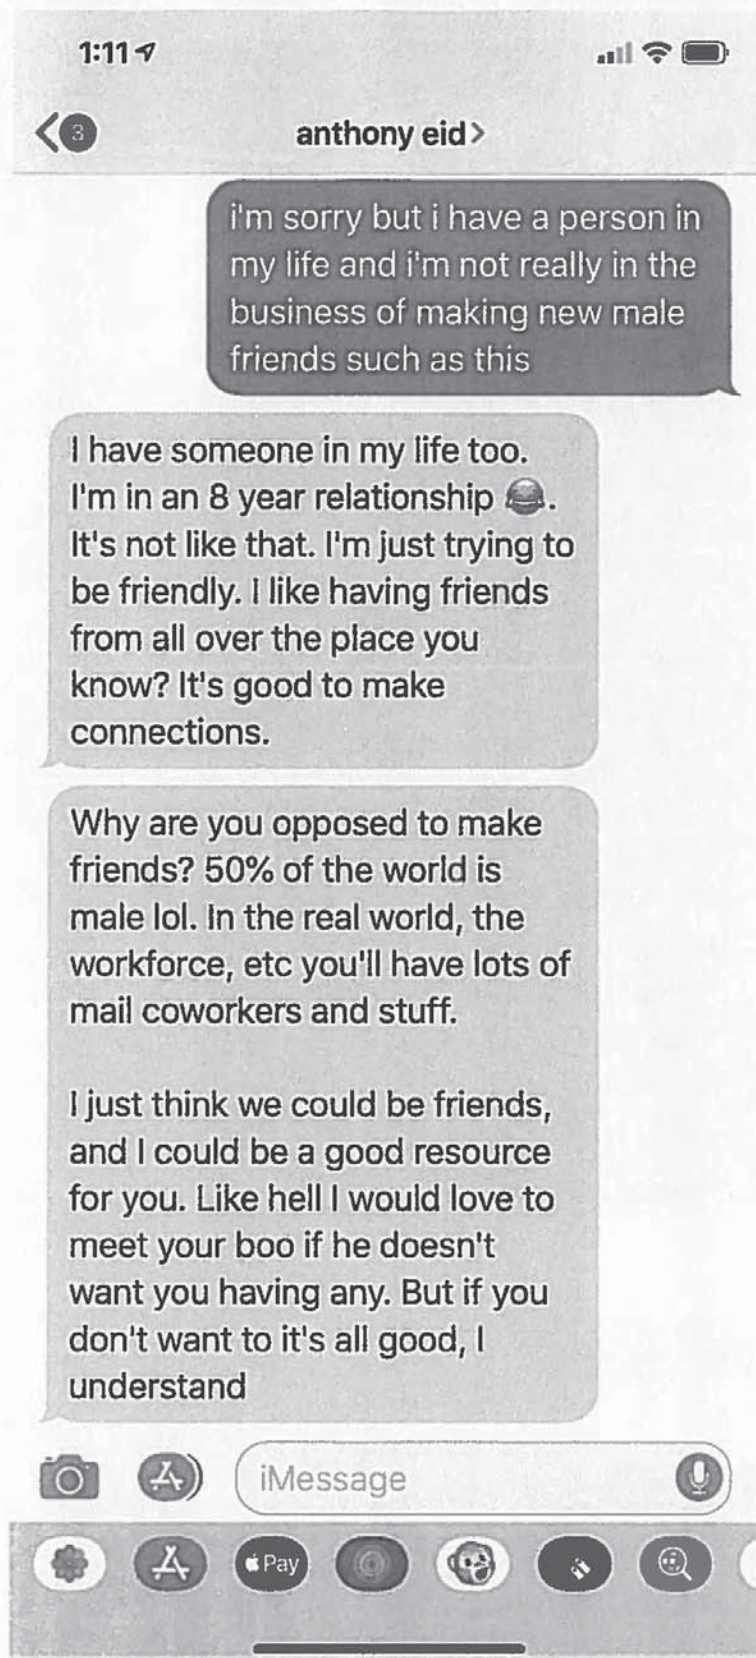 1:11
3
anthony eid>
i'm sorry but i have a person in
my life and i'm not really in the
business of making new male
friends such as this
I have someone in my life too.
I'm in an 8 year relationship 😂.
It's not like that. I'm just trying to
be friendly. I like having friends
from all over the place you
know? It's good to make
connections.
Why are you opposed to make
friends? 50% of the world is
male lol. In the real world, the
workforce, etc you'll have lots of
mail coworkers and stuff.
I just think we could be friends,
and I could be a good resource
for you. Like hell I would love to
meet your boo if he doesn't
want you having any. But if you
don't want to it's all good, I
understand
iMessage
Pay